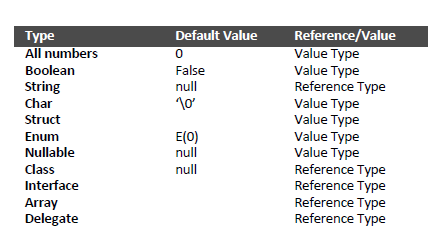 Type Default Value Reference/Value
All numbers 0 Value Type
Boolean False Value Type
String null Reference Type
Char ‘\0’ Value Type
Struct Value Type
Enum E(0) Value Type
Nullable null Value Type
Class null Reference Type
Interface Reference Type
Array Reference Type
Delegate Reference Type